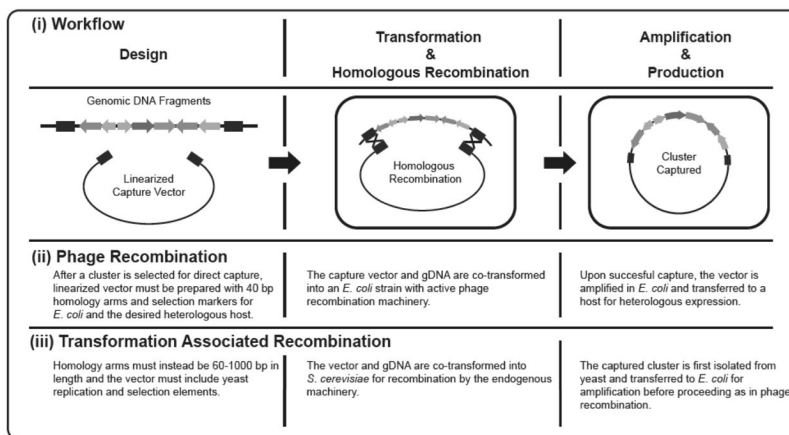 (i) Workflow
Design
Transformation
&
Homologous Recombination
Amplification
&
Production
Genomic DNA Fragments
Linearized
Capture Vector
Homologous
Recombination
Cluster
Captured
(ii) Phage Recombination
After a cluster is selected for direct capture,
linearized vector must be prepared with 40 bp
homology arms and selection markers for
E. coli and the desired heterologous host.
The capture vector and gDNA are co-transformed
into an E. coli strain with active phage
recombination machinery.
Upon succesful capture, the vector is
amplified in E. coli and transferred to a
host for heterologous expression.
(iii) Transformation Associated Recombination
Homology arms must instead be 60-1000 bp in
length and the vector must include yeast
replication and selection elements.
The vector and gDNA are co-transformed into
S. cerevisiae for recombination by the endogenous
machinery.
The captured cluster is first isolated from
yeast and transferred to E. coli for
amplification before proceeding as in phage
recombination.